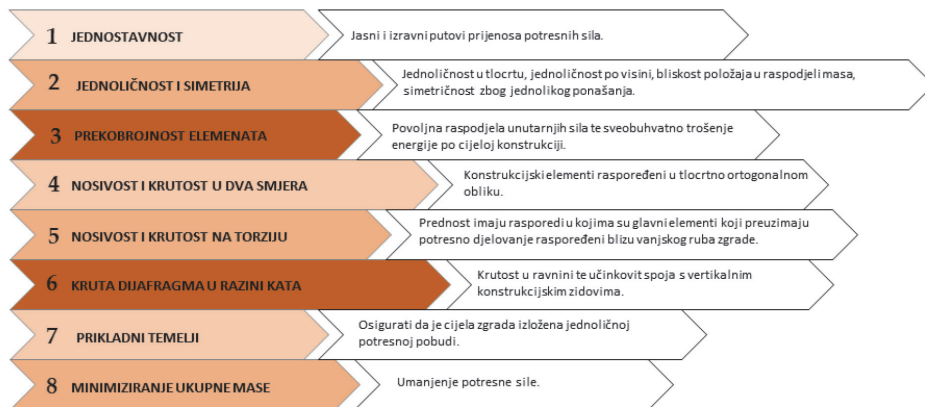 1 JEDNOSTAVNOST
Jasni i izravni putovi prijenosa potresnih sila.
2 JEDNOLIČNOST I SIMETRIJA
Jednoličnost u tlocrtu, jednoličnost po visini, bliskost položaja u raspodjeli masa,
simetričnost zbog jednolikog ponašanja.
3 PREKOBROJNOST ELEMENATA
Povoljna raspodjela unutarnjih sila te sveobuhvatno trošenje
energije po cijeloj konstrukciji.
4 NOSIVOST I KRUTOST U DVA SMJERA
Konstrukcijski elementi raspoređeni u tlocrtno ortogonalnom
obliku.
5 NOSIVOST I KRUTOST NA TORZIJU
Prednost imaju rasporedi u kojima su glavni elementi koji preuzimaju
potresno djelovanje raspoređeni blizu vanjskog ruba zgrade.
6 KRUTA DIJAFRAGMA U RAZINI KATA
Krutost u ravnini te učinkovit spoja s vertikalnim
konstrukcijskim zidovima.
7 PRIKLADNI TEMELJI
Osigurati da je cijela zgrada izložena jednoličnoj
potresnoj pobudi.
8 MINIMIZIRANJE UKUPNE MASE
Umanjenje potresne sile.